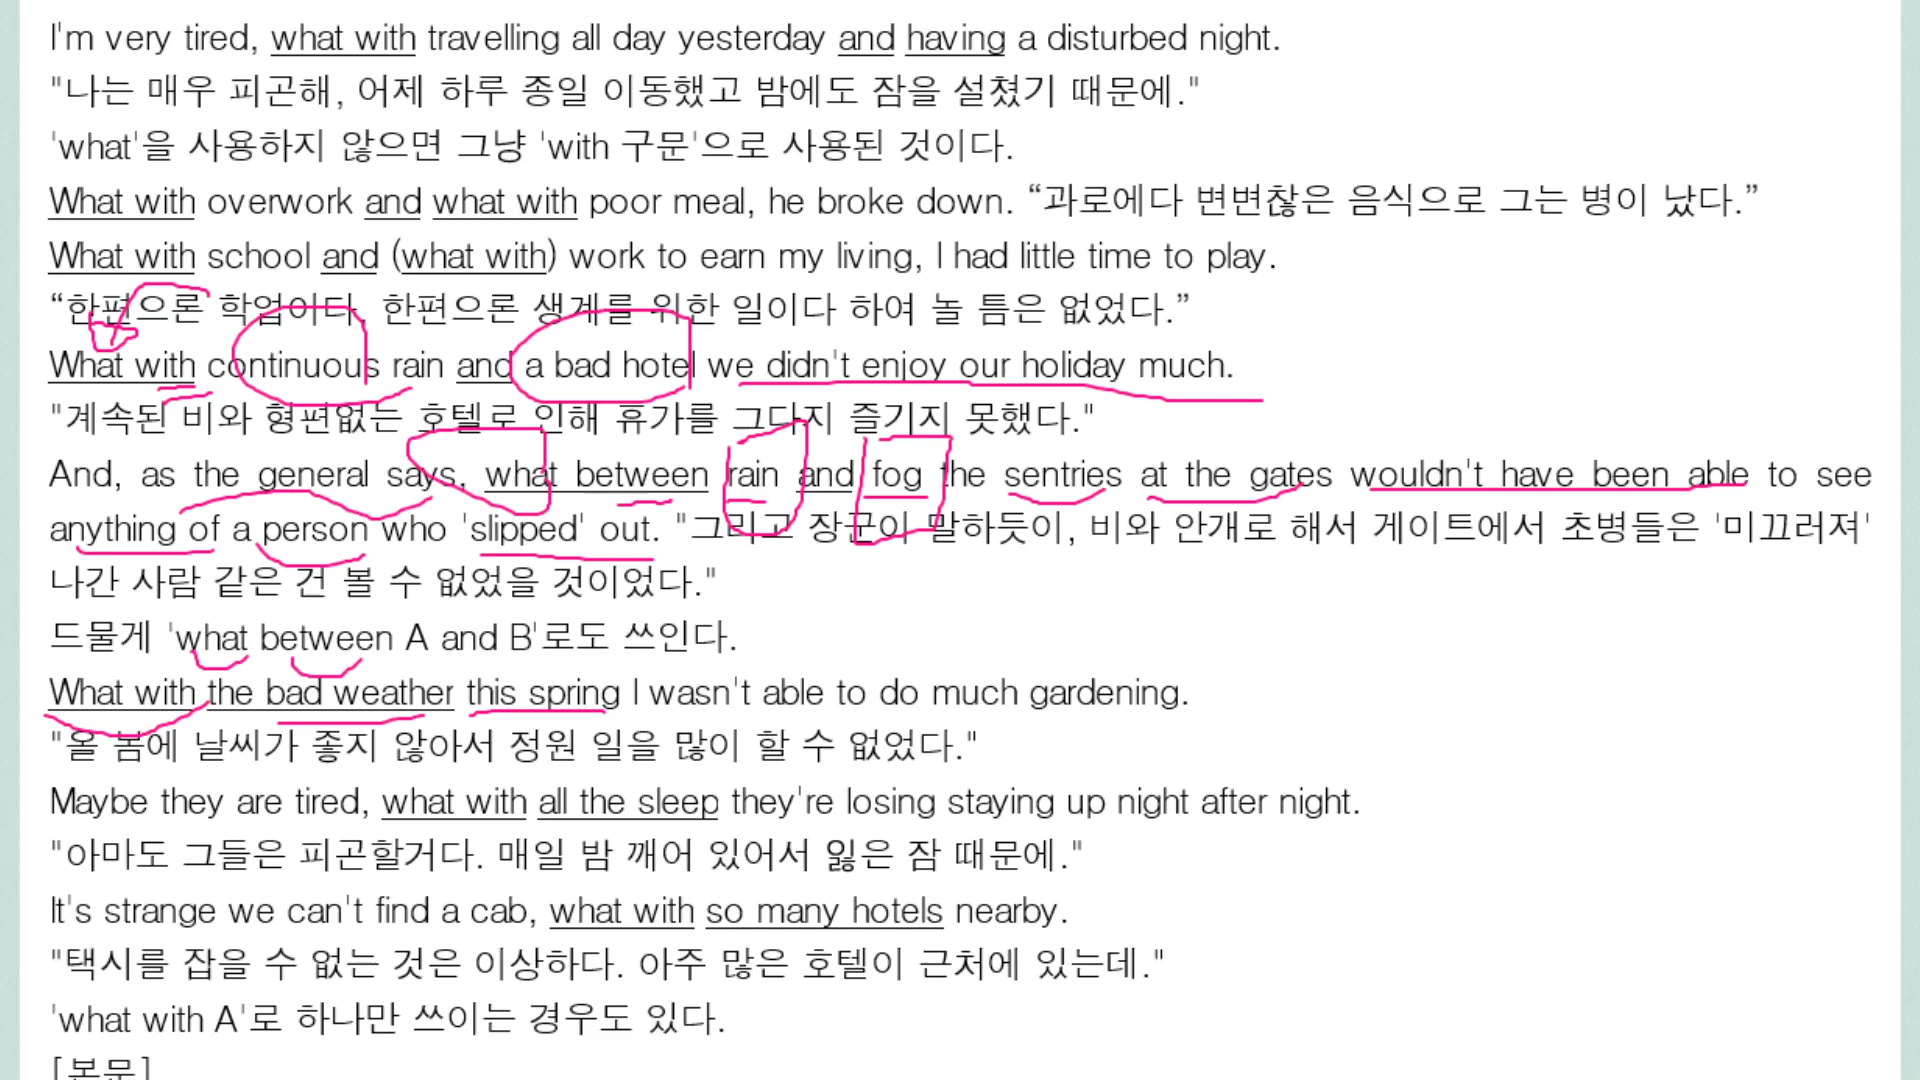 I'm very tired, what with travelling all day yesterday and having a disturbed night.
"나는 매우 피곤해, 어제 하루 종일 이동했고 밤에도 잠을 설쳤기 때문에."
'what'을 사용하지 않으면 그냥 'with 구문'으로 사용된 것이다.
What with overwork and what with poor meal, he broke down. “과로에다 변변찮은 음식으로 그는 병이 났다.”
What with school and (what with) work to earn my living, I had little time to play.
“한편으론 학업이다, 한편으론 생계를 위한 일이다 하여 놀 틈은 없었다.”
What with continuous rain and a bad hotel we didn't enjoy our holiday much.
"계속된 비와 형편없는 호텔로 인해 휴가를 그다지 즐기지 못했다."
And, as the general says, what between rain and fog the sentries at the gates wouldn't have been able to see
anything of a person who 'slipped' out. "그리고 장군이 말하듯이, 비와 안개로 해서 게이트에서 초병들은 '미끄러져'
나간 사람 같은 건 볼 수 없었을 것이었다."
드물게 'what between A and B'로도 쓰인다.
What with the bad weather this spring I wasn't able to do much gardening.
"올 봄에 날씨가 좋지 않아서 정원 일을 많이 할 수 없었다."
Maybe they are tired, what with all the sleep they're losing staying up night after night.
"아마도 그들은 피곤할거다. 매일 밤 깨어 있어서 잃은 잠 때문에."
It's strange we can't find a cab, what with so many hotels nearby.
"택시를 잡을 수 없는 것은 이상하다. 아주 많은 호텔이 근처에 있는데."
'what with A'로 하나만 쓰이는 경우도 있다.
[본문]